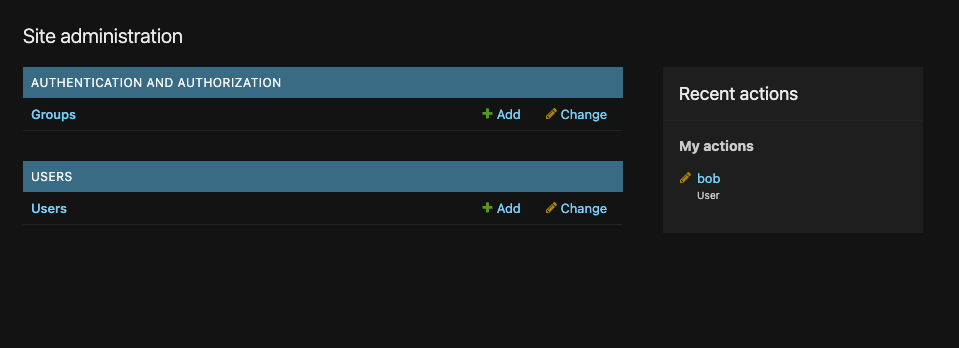 Site administration
AUTHENTICATION AND AUTHORIZATION
Groups Add Change
USERS
Users Add Change
Recent actions
My actions
bob
User